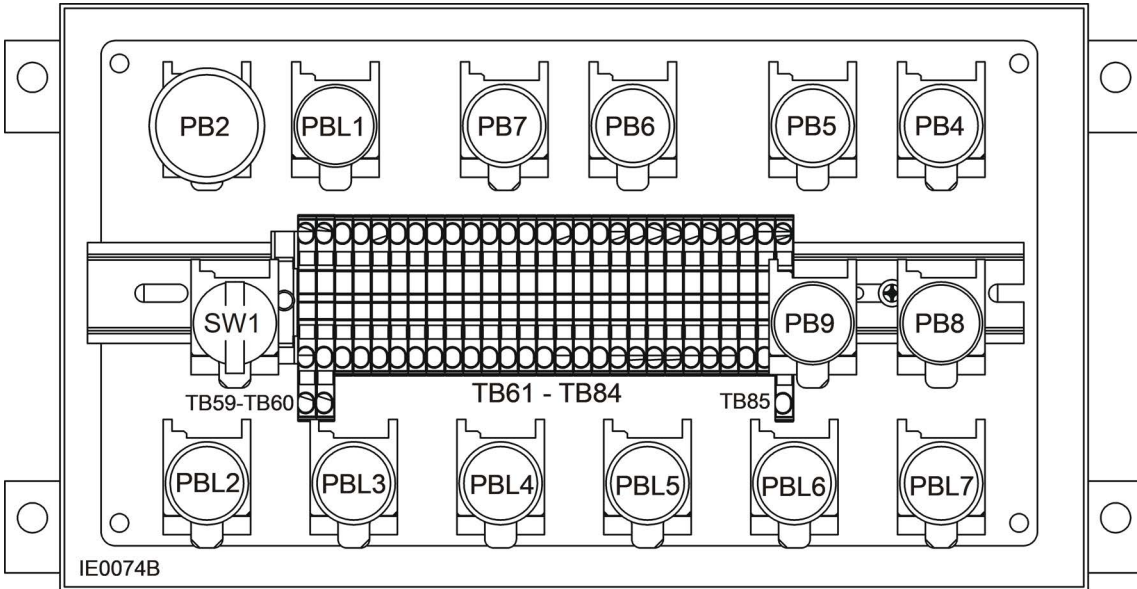 PB2 PBL1 PB7 PB6 PB5 PB4
SW1 PB9 PB8
TB59-TB60 TB61 - TB84 TB85
PBL2 PBL3 PBL4 PBL5 PBL6 PBL7
IE0074B